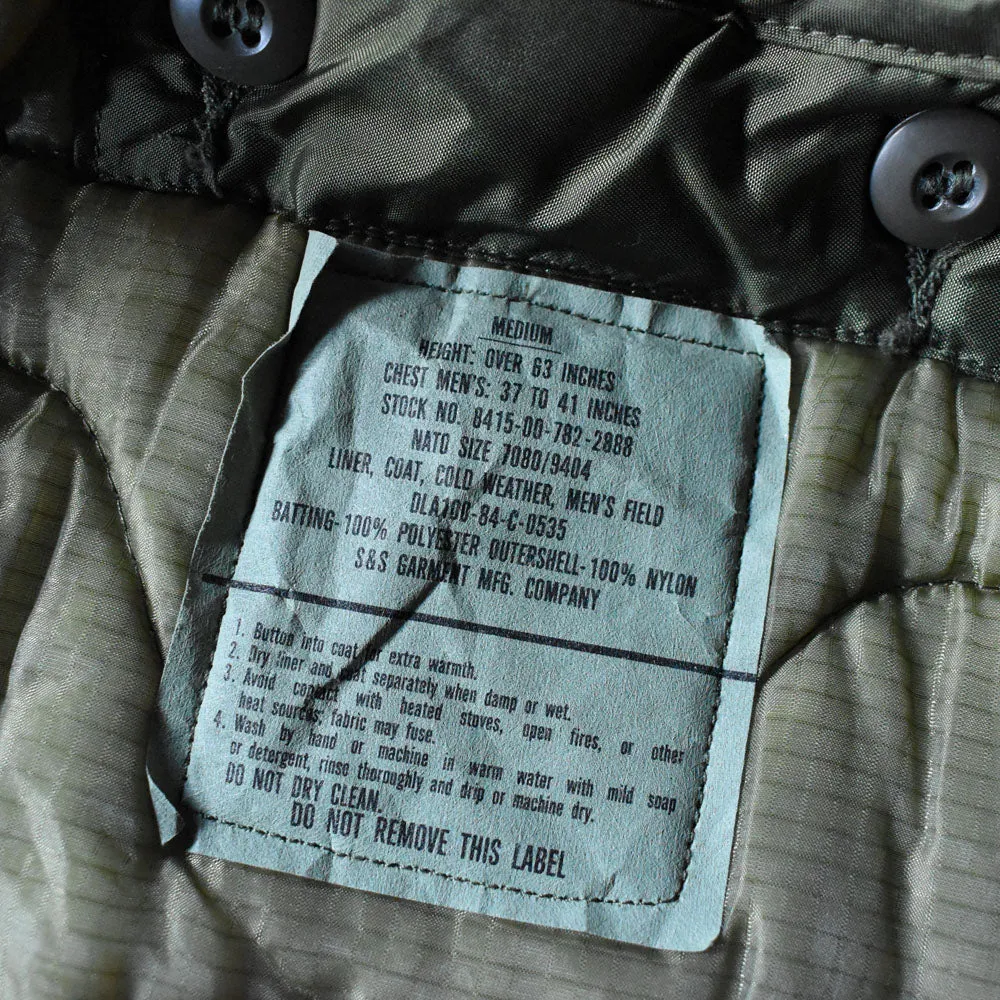 MEDIUM
HEIGHT: OVER 63 INCHES
CHEST MEN'S: 37 TO 41 INCHES
STOCK NO. 8415-00-782-2888
NATO SIZE 7080/9404
LINER, COAT, COLD WEATHER, MEN'S FIELD
DLA100-84-C-0535
BATTING-100% POLYESTER OUTERSHELL-100% NYLON
S&S GARMENT MFG. COMPANY
1. Button into coat for extra warmth.
2. Dry liner and coat separately when damp or wet.
3. Avoid contact with heated stoves, open fires, or other
heat sources; fabric may fuse.
4. Wash by hand or machine in warm water with mild soap
or detergent, rinse thoroughly and drip or machine dry.
DO NOT DRY CLEAN.
DO NOT REMOVE THIS LABEL